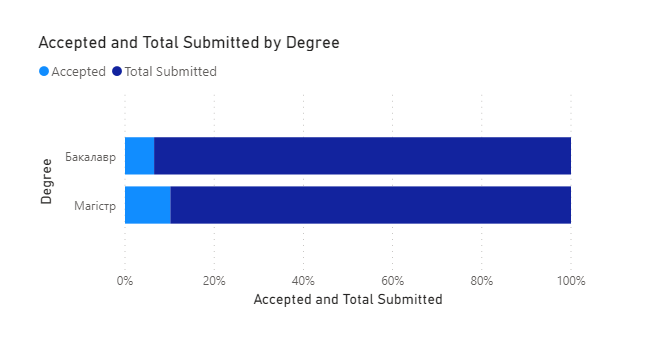 Accepted and Total Submitted by Degree
Accepted Total Submitted
Degree
Бакалавр
Магістр
0% 20% 40% 60% 80% 100%
Accepted and Total Submitted